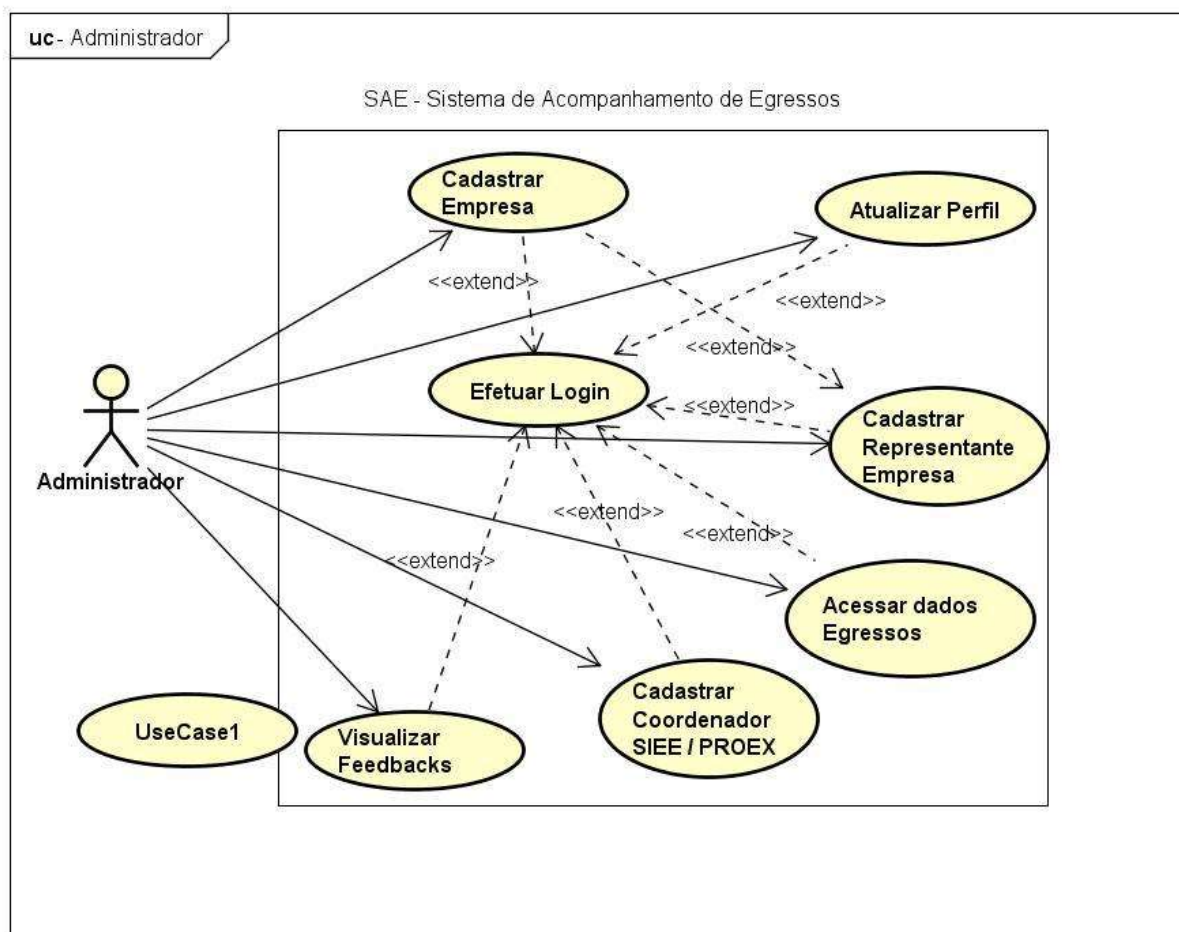 uc - Administrador
SAE - Sistema de Acompanhamento de Egressos
Cadastrar
Empresa
Atualizar Perfil
<<extend>>
<<extend>>
<<extend>>
Efetuar Login
<<extend>>
Cadastrar
Representante
Empresa
Administrador
<<extend>>
<<extend>>
<<extend>>
Acessar dados
Egressos
Cadastrar
Coordenador
SIEE / PROEX
UseCase1
Visualizar
Feedbacks